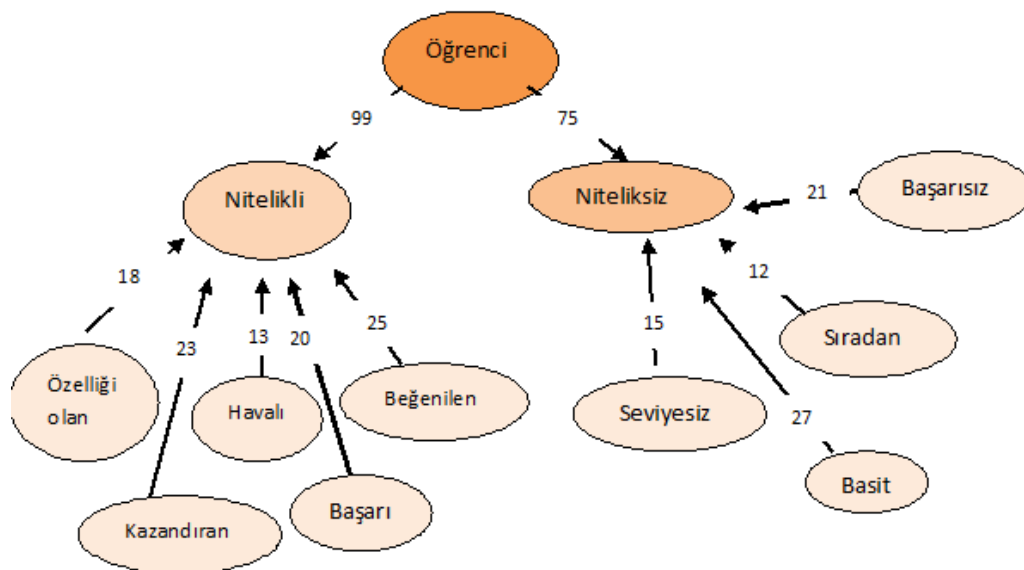 Öğrenci
99
75
Nitelikli
Niteliksiz
21
Başarısız
18
12
23
13
20
25
15
Sıradan
Özelliği
olan
Havalı
Beğenilen
Seviyesiz
27
Kazandıran
Başarı
Basit